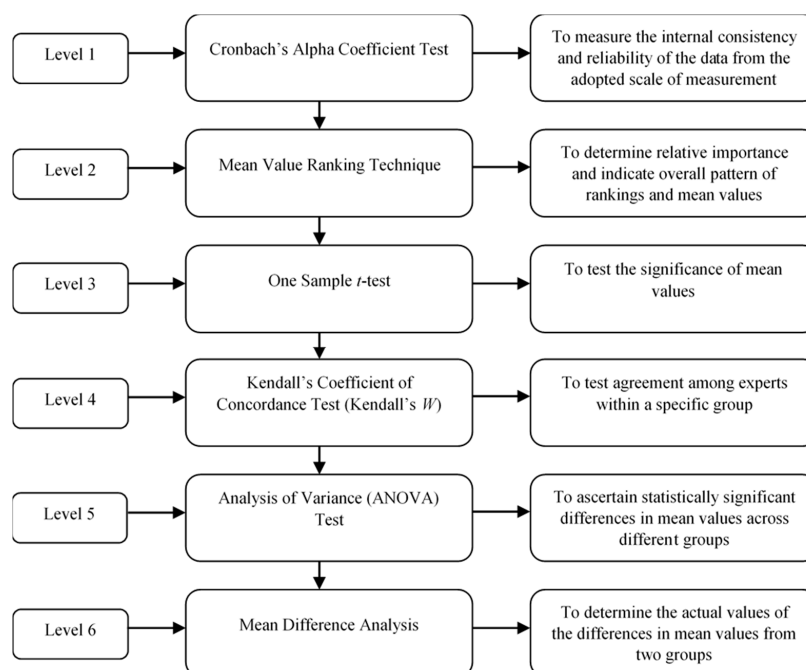 Level 1
Cronbach’s Alpha Coefficient Test
To measure the internal consistency
and reliability of the data from the
adopted scale of measurement
Level 2
Mean Value Ranking Technique
To determine relative importance
and indicate overall pattern of
rankings and mean values
Level 3
One Sample t-test
To test the significance of mean
values
Level 4
Kendall’s Coefficient of
Concordance Test (Kendall’s W)
To test agreement among experts
within a specific group
Level 5
Analysis of Variance (ANOVA)
Test
To ascertain statistically significant
differences in mean values across
different groups
Level 6
Mean Difference Analysis
To determine the actual values of
the differences in mean values from
two groups